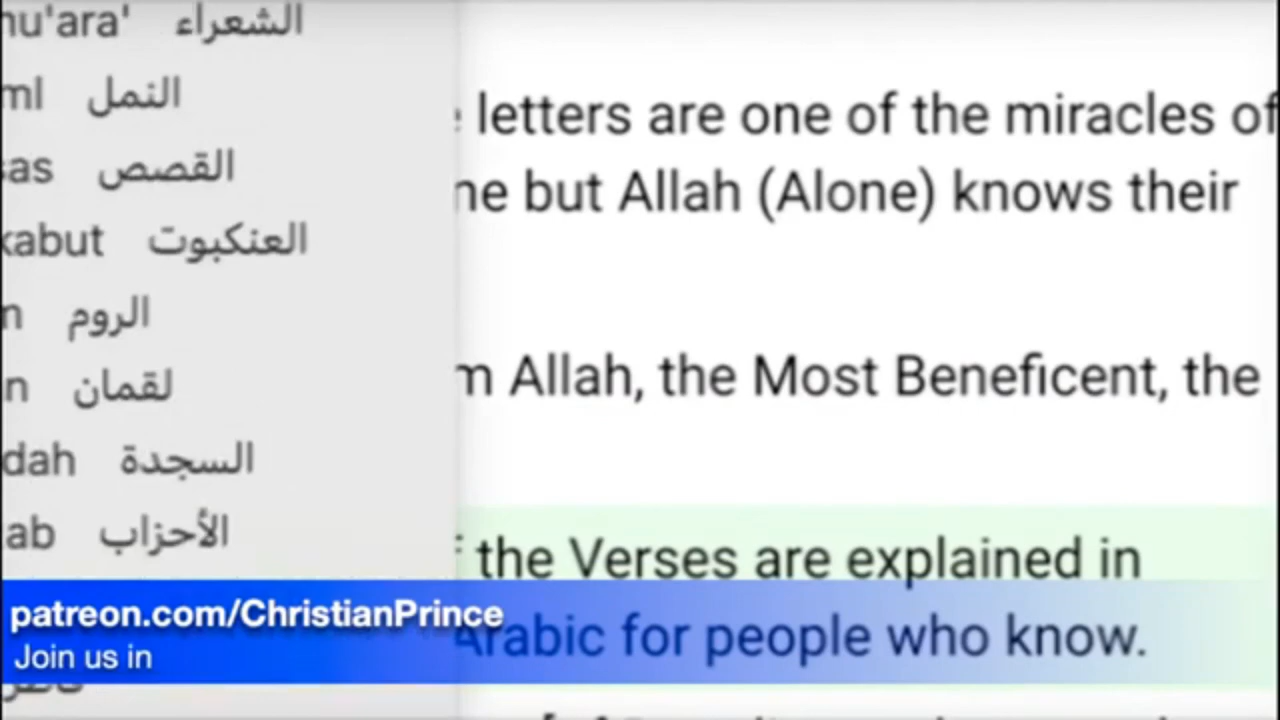 nu'ara' الشعراء
ml النمل
sas القصص
kabut العنكبوت
الروم
n لقمان
dah السجدة
ab الأحزاب
letters are one of the miracles of
ne but Allah (Alone) knows their
m Allah, the Most Beneficent, the
the Verses are explained in
Arabic for people who know.
patreon.com/ChristianPrince
Join us in